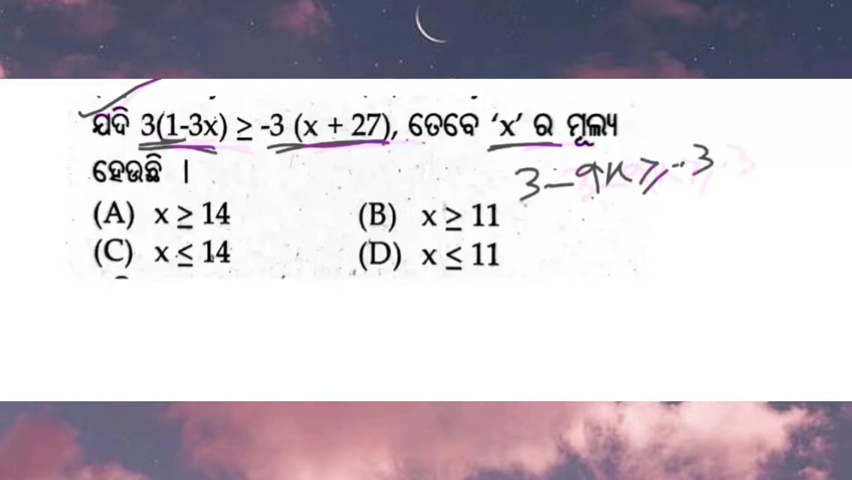 ଯଦି 3(1-3x) ≥ -3 (x + 27), ତେବେ ‘x’ ର ମୂଲ୍ୟ
ହେଉଛି ।
3-9x ≥ -3
(A) x ≥ 14 (B) x ≥ 11
(C) x ≤ 14 (D) x ≤ 11